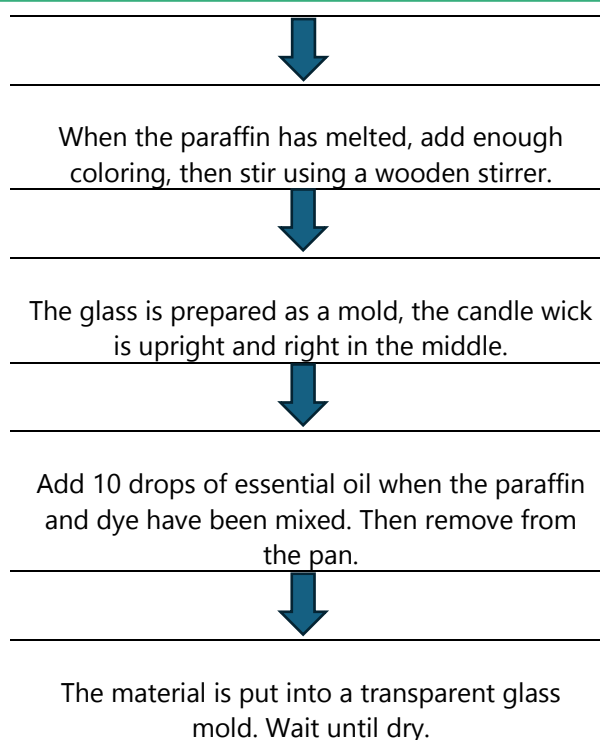 When the paraffin has melted, add enough
coloring, then stir using a wooden stirrer.
The glass is prepared as a mold, the candle wick
is upright and right in the middle.
Add 10 drops of essential oil when the paraffin
and dye have been mixed. Then remove from
the pan.
The material is put into a transparent glass
mold. Wait until dry.